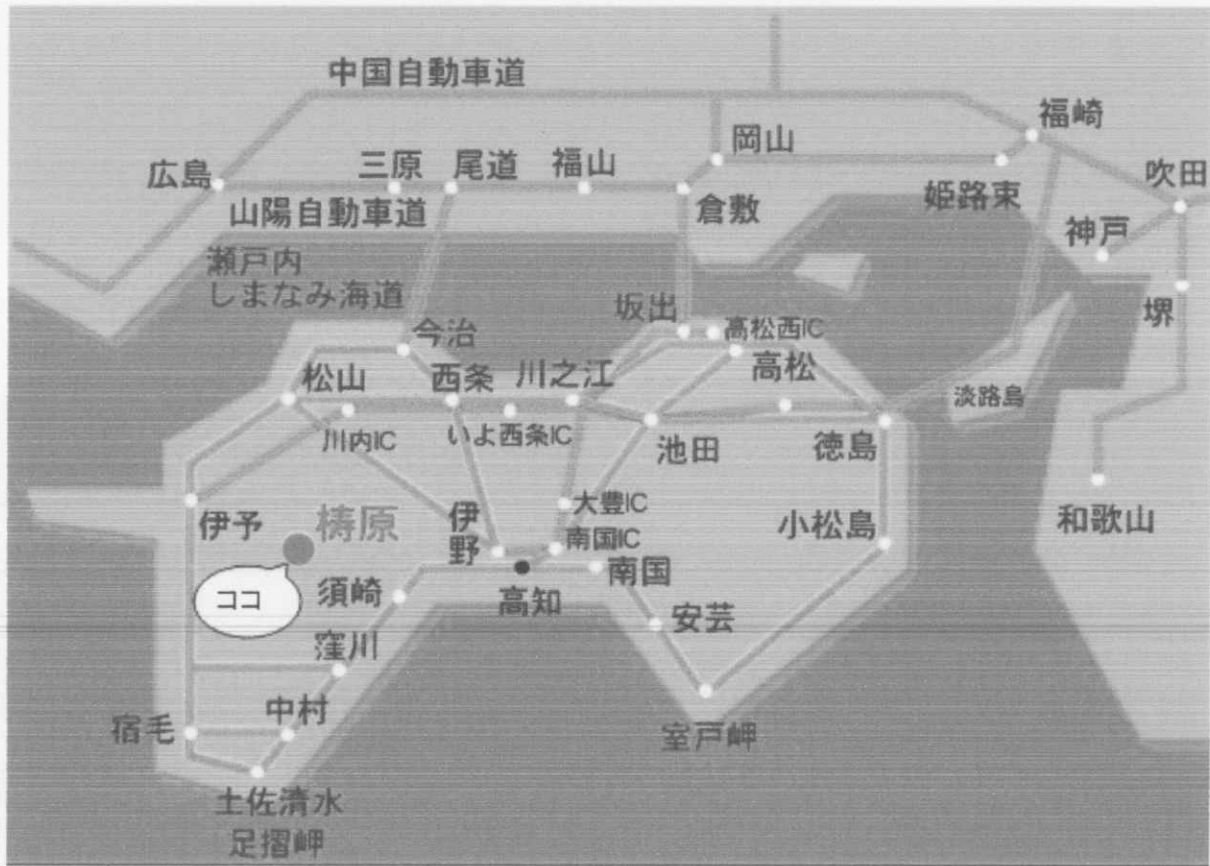 中国自動車道
福崎
岡山
広島
三原
尾道
福山
吹田
姫路東
倉敷
山陽自動車道
神戸
瀬戸内
しまなみ海道
坂出
高松西IC
堺
今治
高松
松山
西条
川之江
淡路島
川内IC
いよ西条IC
池田
徳島
大豊IC
伊予
梼原
伊
野
南国IC
小松島
和歌山
南国
ココ
須崎
高知
安芸
窪川
中村
宿毛
室戸岬
土佐清水
足摺岬